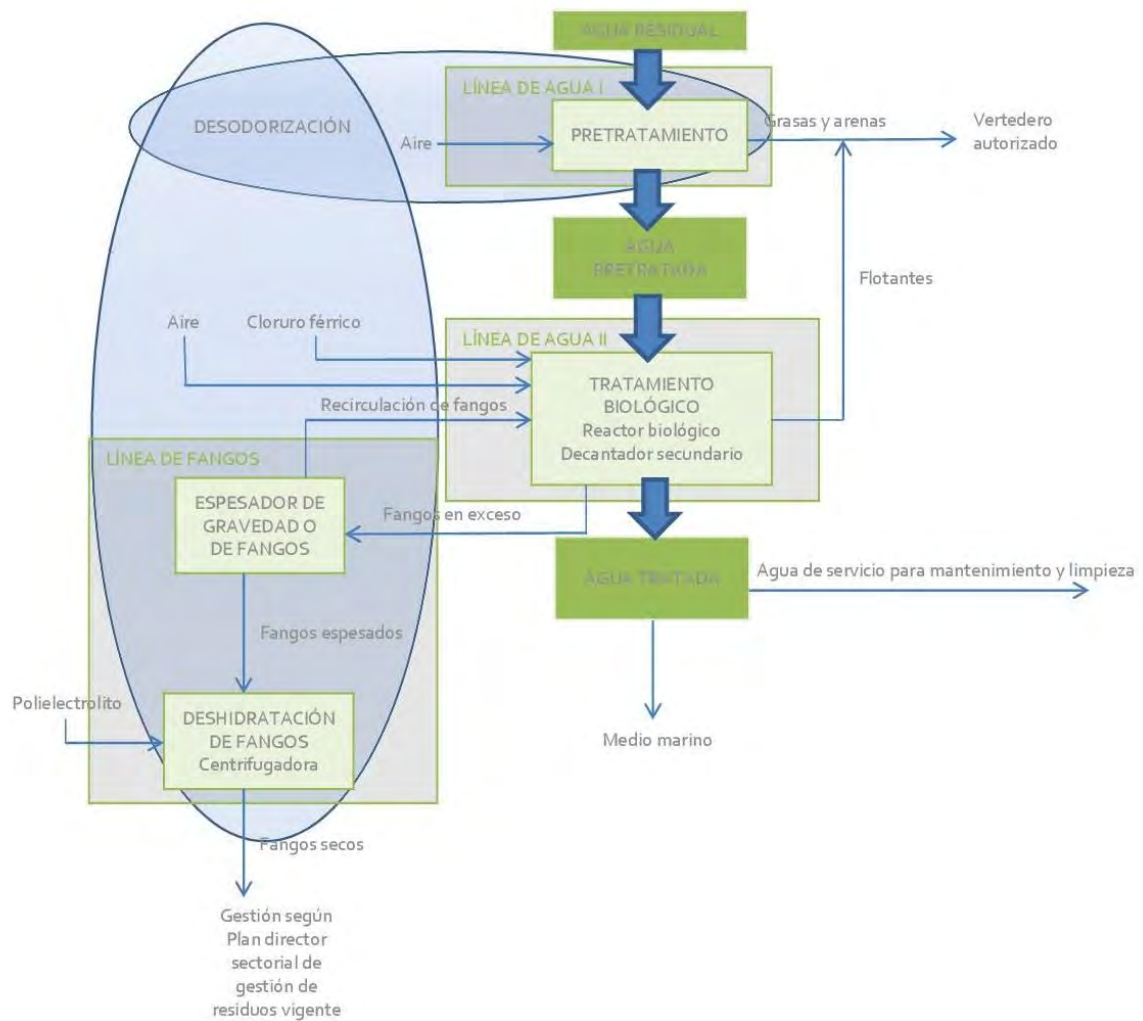 AGUA RESIDUAL
LÍNEA DE AGUA I
DESODORIZACIÓN
Aire
PRETRATAMIENTO
Grasas y arenas
Vertedero
autorizado
AGUA
PRETRATADA
Flotantes
Aire
Cloruro férrico
LÍNEA DE AGUA II
TRATAMIENTO
BIOLÓGICO
Reactor biológico
Decantador secundario
Recirculación de fangos
LÍNEA DE FANGOS
ESPESADOR DE
GRAVEDAD O
DE FANGOS
Fangos en exceso
AGUA TRATADA
Agua de servicio para mantenimiento y limpieza
Fangos espesados
Polielectrolito
DESHIDRATACIÓN
DE FANGOS
Centrifugadora
Medio marino
Fangos secos
Gestión según
Plan director
sectorial de
gestión de
residuos vigente